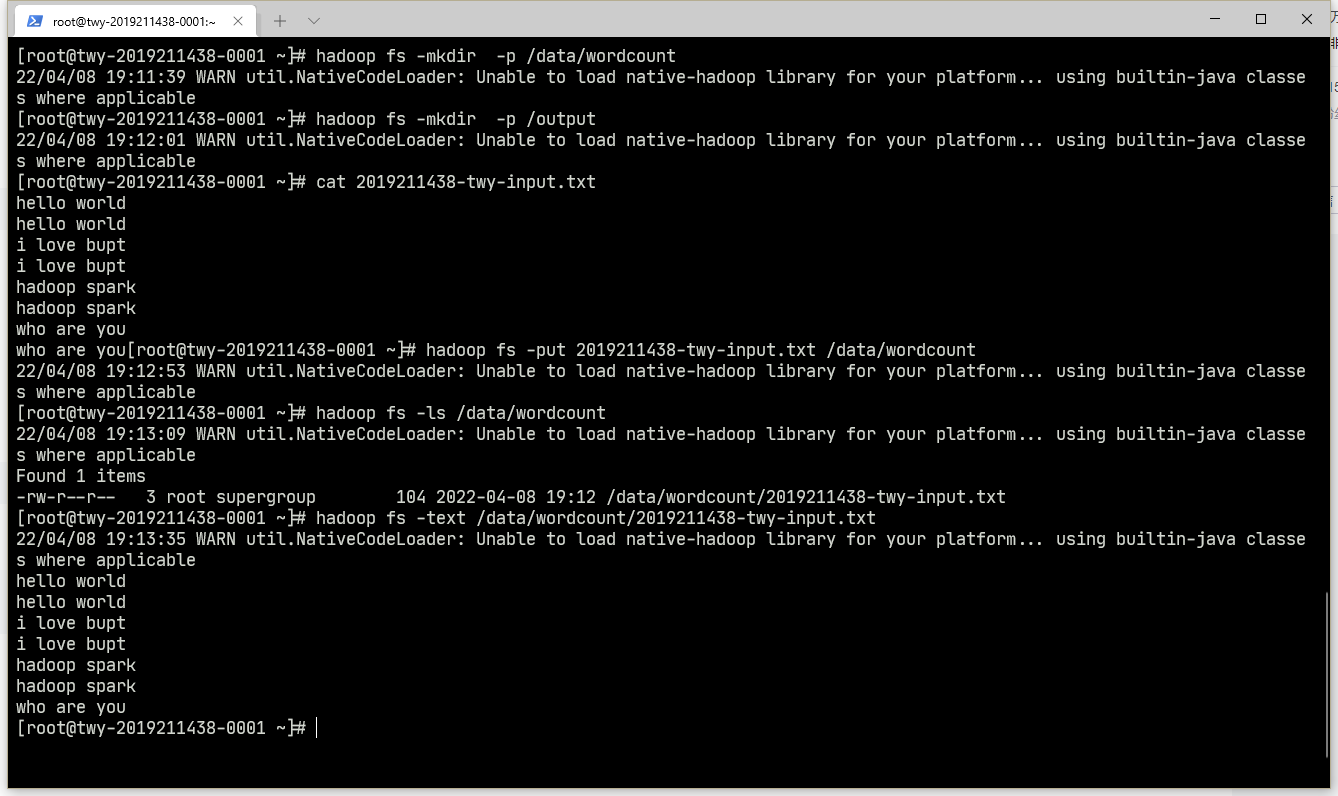 root@twy-2019211438-0001:~
[root@twy-2019211438-0001 ~]# hadoop fs -mkdir  -p /data/wordcount
22/04/08 19:11:39 WARN util.NativeCodeLoader: Unable to load native-hadoop library for your platform... using builtin-java classe
s where applicable
[root@twy-2019211438-0001 ~]# hadoop fs -mkdir  -p /output
22/04/08 19:12:01 WARN util.NativeCodeLoader: Unable to load native-hadoop library for your platform... using builtin-java classe
s where applicable
[root@twy-2019211438-0001 ~]# cat 2019211438-twy-input.txt
hello world
hello world
i love bupt
i love bupt
hadoop spark
hadoop spark
who are you
who are you[root@twy-2019211438-0001 ~]# hadoop fs -put 2019211438-twy-input.txt /data/wordcount
22/04/08 19:12:53 WARN util.NativeCodeLoader: Unable to load native-hadoop library for your platform... using builtin-java classe
s where applicable
[root@twy-2019211438-0001 ~]# hadoop fs -ls /data/wordcount
22/04/08 19:13:09 WARN util.NativeCodeLoader: Unable to load native-hadoop library for your platform... using builtin-java classe
s where applicable
Found 1 items
-rw-r--r--   3 root supergroup        104 2022-04-08 19:12 /data/wordcount/2019211438-twy-input.txt
[root@twy-2019211438-0001 ~]# hadoop fs -text /data/wordcount/2019211438-twy-input.txt
22/04/08 19:13:35 WARN util.NativeCodeLoader: Unable to load native-hadoop library for your platform... using builtin-java classe
s where applicable
hello world
hello world
i love bupt
i love bupt
hadoop spark
hadoop spark
who are you
[root@twy-2019211438-0001 ~]#